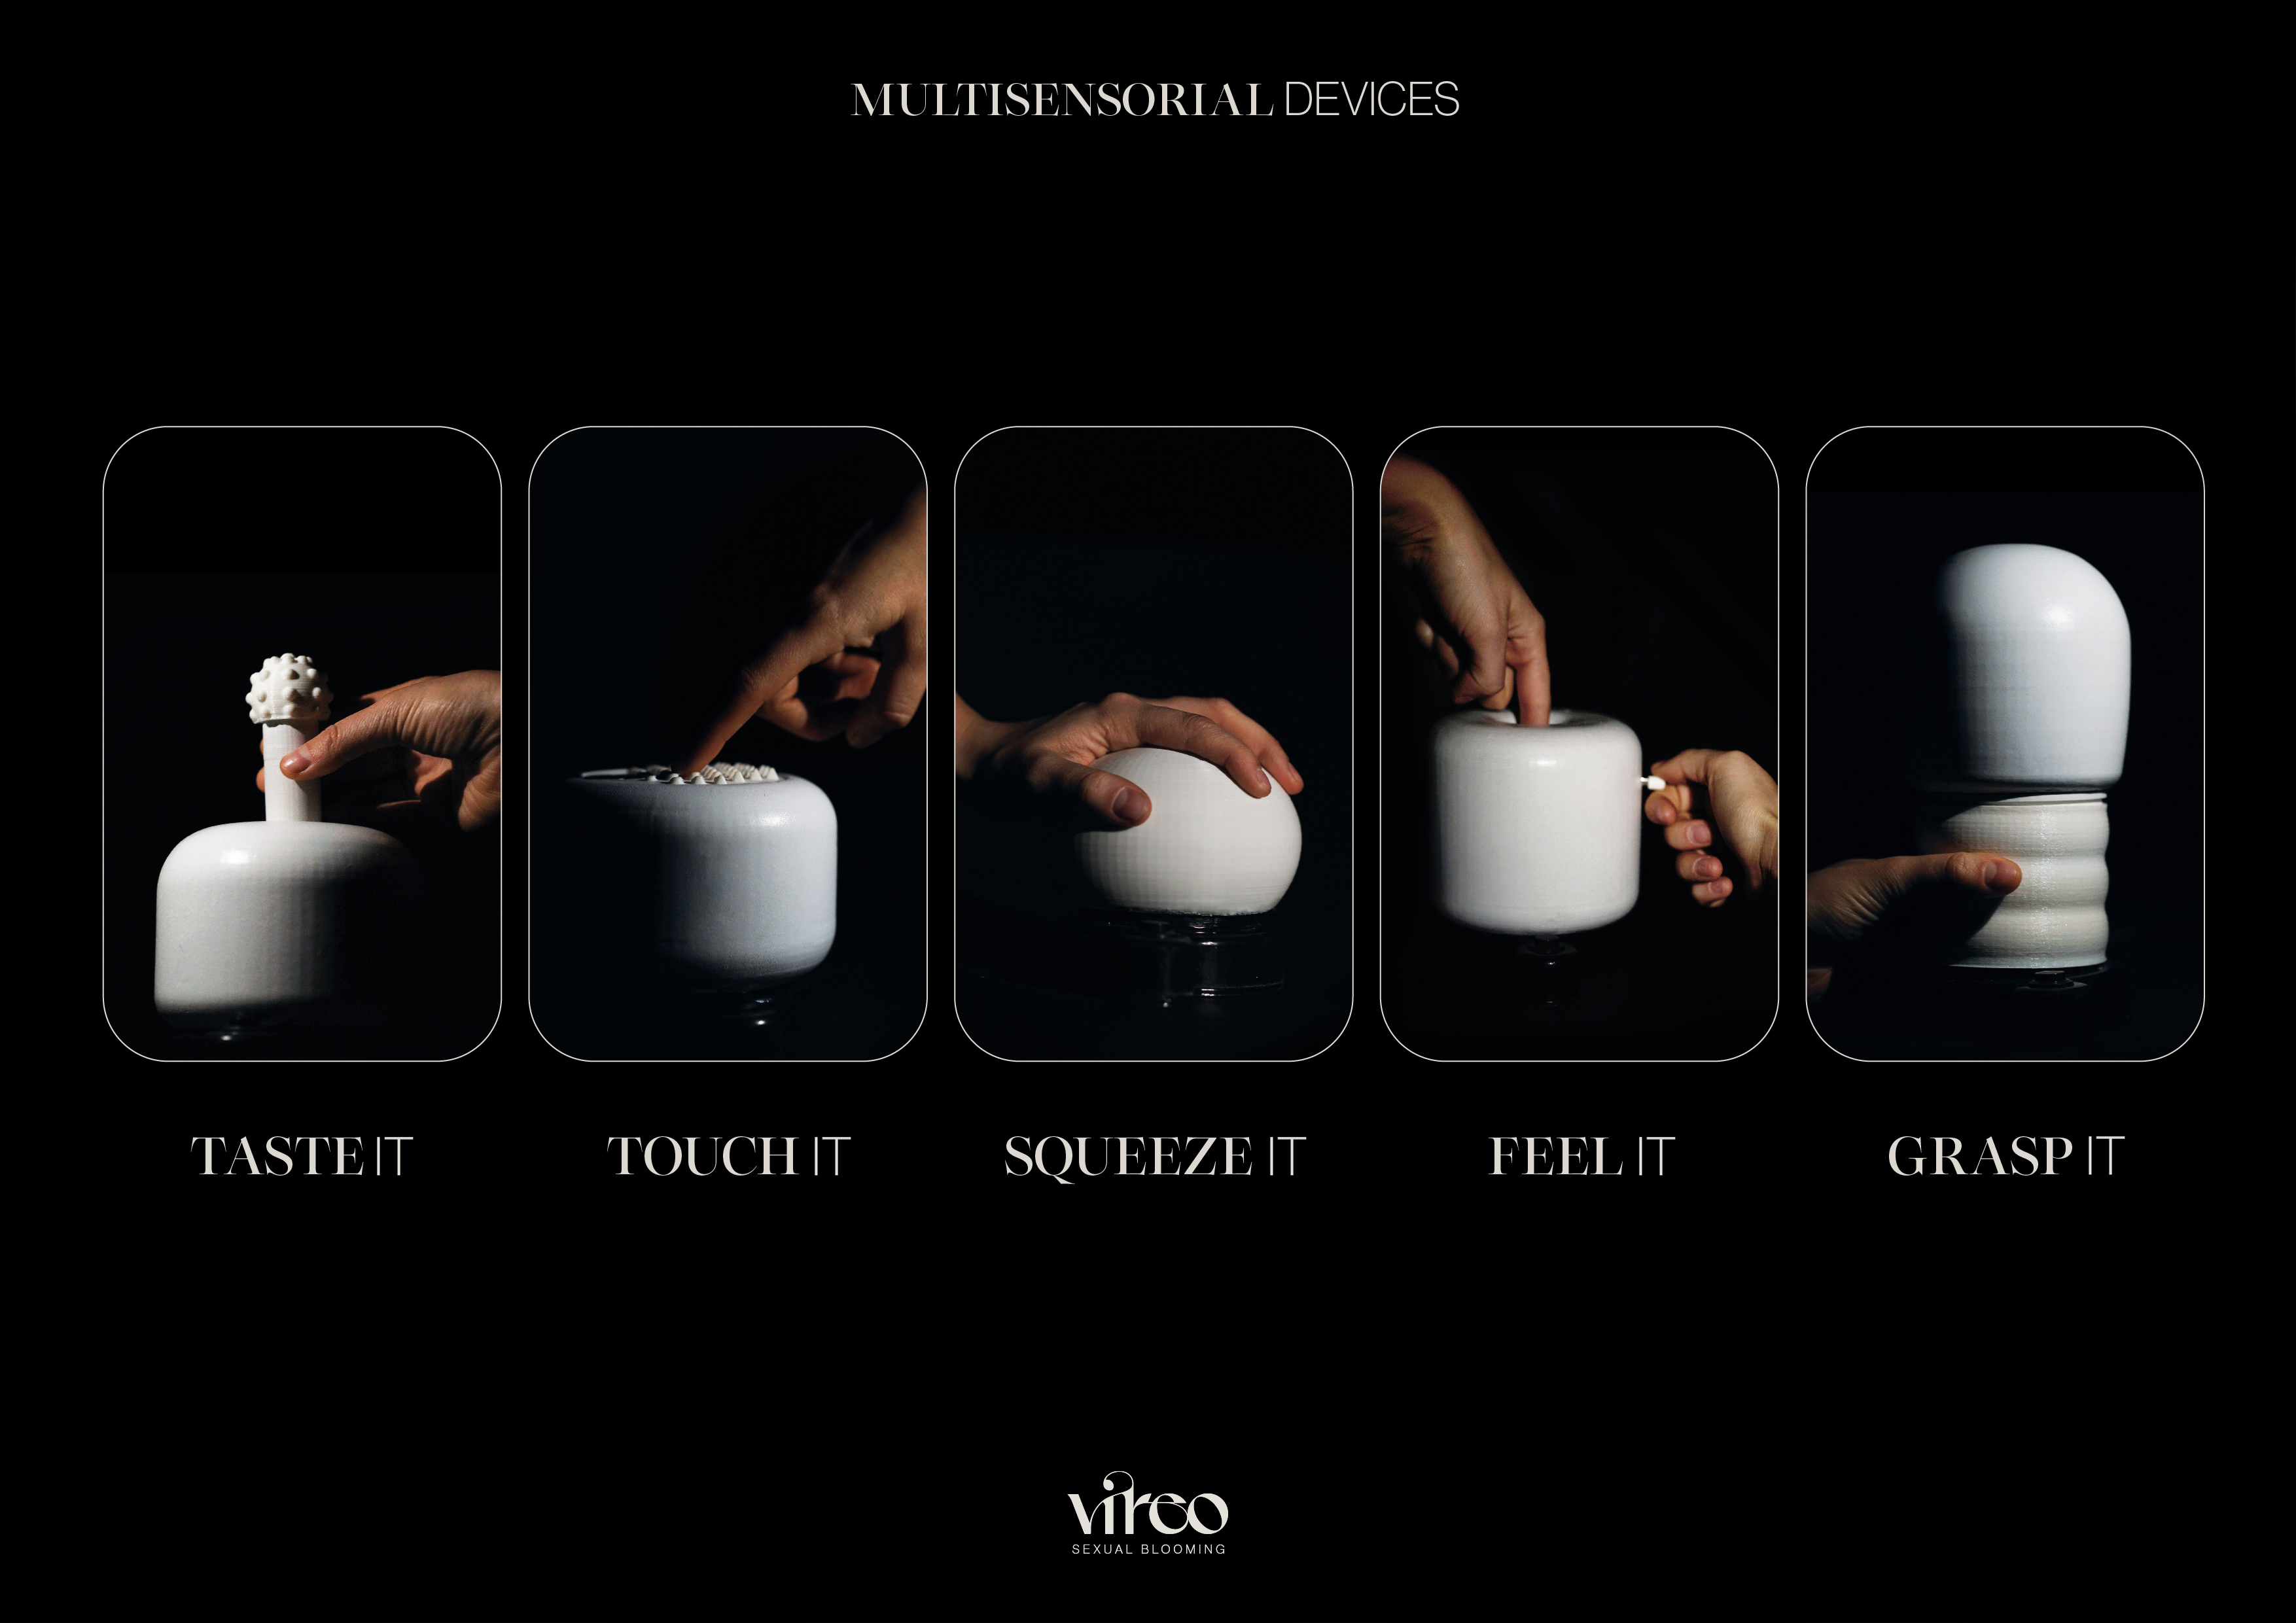 MULTISENSORIAL DEVICES
TASTE IT
TOUCH IT
SQUEEZE IT
FEEL IT
GRASP IT
vireo
SEXUAL BLOOMING